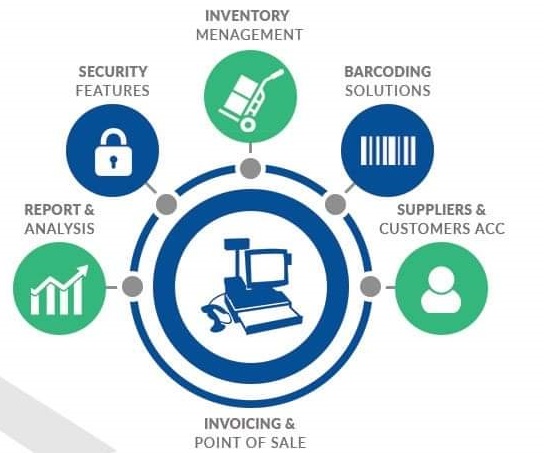 INVENTORY
MENAGEMENT
SECURITY
FEATURES
BARCODING
SOLUTIONS
REPORT &
ANALYSIS
SUPPLIERS &
CUSTOMERS ACC
INVOICING &
POINT OF SALE